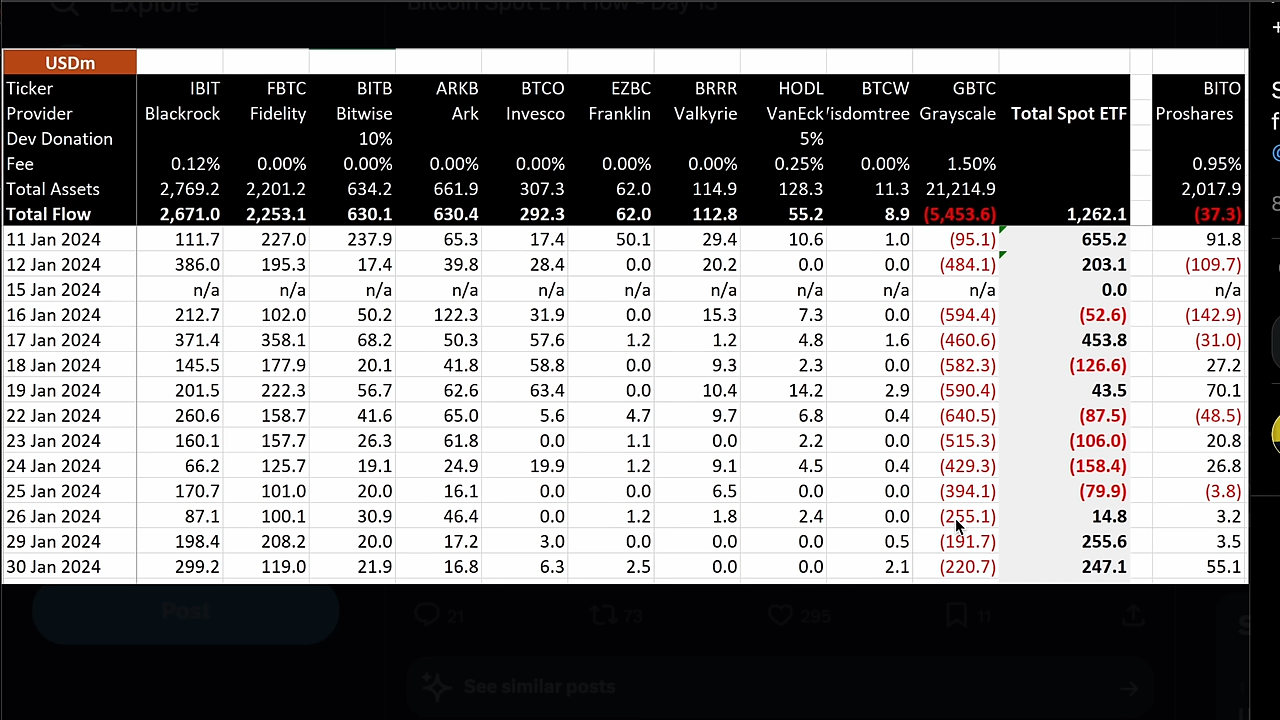 Explore
Bitcoin Spot ETF Flow - Day 13
USDm
Ticker IBIT FBTC BITB ARKB BTCO EZBC BRRR HODL BTCW GBTC BITO
Provider Blackrock Fidelity Bitwise Ark Invesco Franklin Valkyrie VanEck 'isdomtree Grayscale Total Spot ETF Proshares
Dev Donation 10% 5%
Fee 0.12% 0.00% 0.00% 0.00% 0.00% 0.00% 0.00% 0.25% 0.00% 1.50% 0.95%
Total Assets 2,769.2 2,201.2 634.2 661.9 307.3 62.0 114.9 128.3 11.3 21,214.9 2,017.9
Total Flow 2,671.0 2,253.1 630.1 630.4 292.3 62.0 112.8 55.2 8.9 (5,453.6) 1,262.1 (37.3)
11 Jan 2024 111.7 227.0 237.9 65.3 17.4 50.1 29.4 10.6 1.0 (95.1) 655.2 91.8
12 Jan 2024 386.0 195.3 17.4 39.8 28.4 0.0 20.2 0.0 0.0 (484.1) 203.1 (109.7)
15 Jan 2024 n/a n/a n/a n/a n/a n/a n/a n/a n/a n/a 0.0 n/a
16 Jan 2024 212.7 102.0 50.2 122.3 31.9 0.0 15.3 7.3 0.0 (594.4) (52.6) (142.9)
17 Jan 2024 371.4 358.1 68.2 50.3 57.6 1.2 1.2 4.8 1.6 (460.6) 453.8 (31.0)
18 Jan 2024 145.5 177.9 20.1 41.8 58.8 0.0 9.3 2.3 0.0 (582.3) (126.6) 27.2
19 Jan 2024 201.5 222.3 56.7 62.6 63.4 0.0 10.4 14.2 2.9 (590.4) 43.5 70.1
22 Jan 2024 260.6 158.7 41.6 65.0 5.6 4.7 9.7 6.8 0.4 (640.5) (87.5) (48.5)
23 Jan 2024 160.1 157.7 26.3 61.8 0.0 1.1 0.0 2.2 0.0 (515.3) (106.0) 20.8
24 Jan 2024 66.2 125.7 19.1 24.9 19.9 1.2 9.1 4.5 0.4 (429.3) (158.4) 26.8
25 Jan 2024 170.7 101.0 20.0 16.1 0.0 0.0 6.5 0.0 0.0 (394.1) (79.9) (3.8)
26 Jan 2024 87.1 100.1 30.9 46.4 0.0 1.2 1.8 2.4 0.0 (255.1) 14.8 3.2
29 Jan 2024 198.4 208.2 20.0 17.2 3.0 0.0 0.0 0.0 0.5 (191.7) 255.6 3.5
30 Jan 2024 299.2 119.0 21.9 16.8 6.3 2.5 0.0 0.0 2.1 (220.7) 247.1 55.1
Post 21 73 295 11
See similar posts